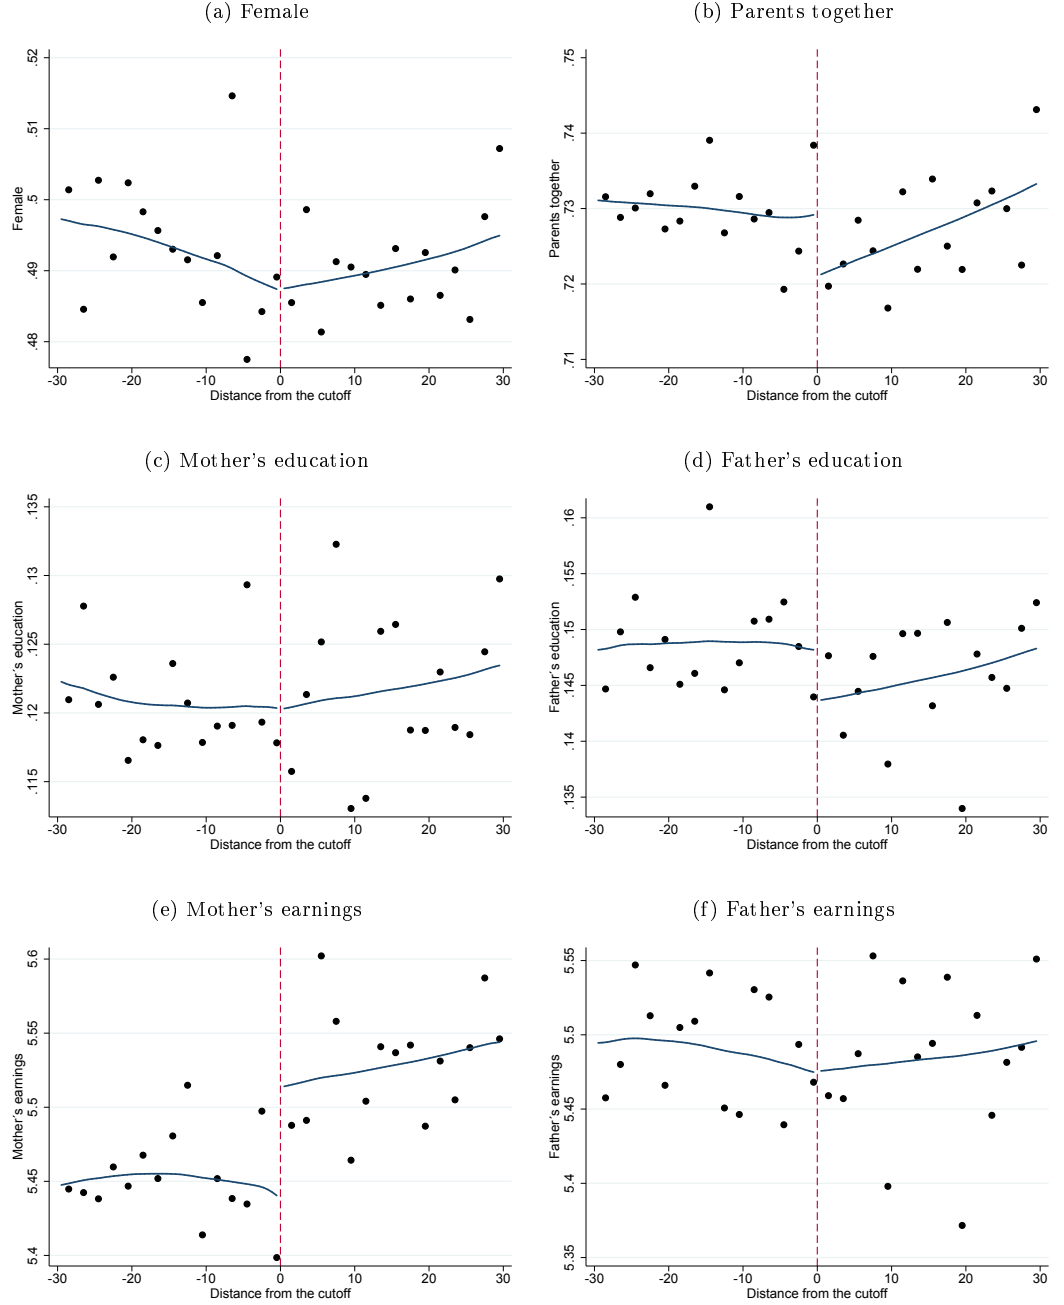 (a) Female
.52
.51
.5
.49
.48
Female
-30 -20 -10 0 10 20 30
Distance from the cutoff
(b) Parents together
.75
.74
.73
.72
.71
Parents together
-30 -20 -10 0 10 20 30
Distance from the cutoff
(c) Mother's education
.135
.13
.125
.12
.115
Mother's education
-30 -20 -10 0 10 20 30
Distance from the cutoff
(d) Father's education
.16
.155
.15
.145
.14
.135
Father's education
-30 -20 -10 0 10 20 30
Distance from the cutoff
(e) Mother's earnings
5.6
5.55
5.5
5.45
5.4
Mother's earnings
-30 -20 -10 0 10 20 30
Distance from the cutoff
(f) Father's earnings
5.55
5.5
5.45
5.4
5.35
Father's earnings
-30 -20 -10 0 10 20 30
Distance from the cutoff